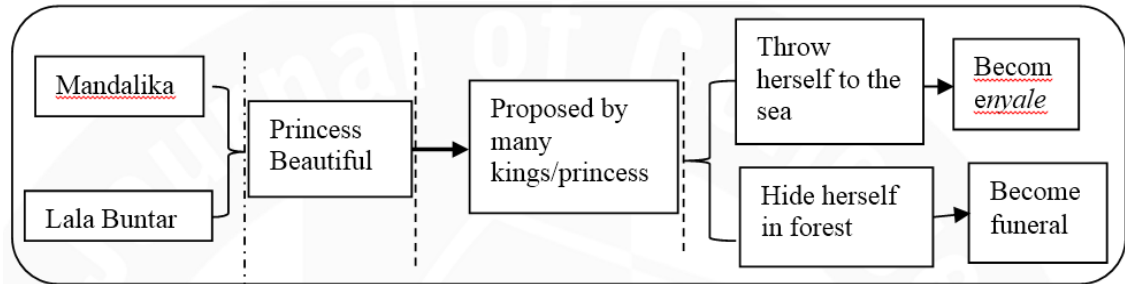 Mandalika
Lala Buntar
Princess
Beautiful
Proposed by
many
kings/princess
Throw
herself to the
sea
Becom
enyale
Hide herself
in forest
Become
funeral